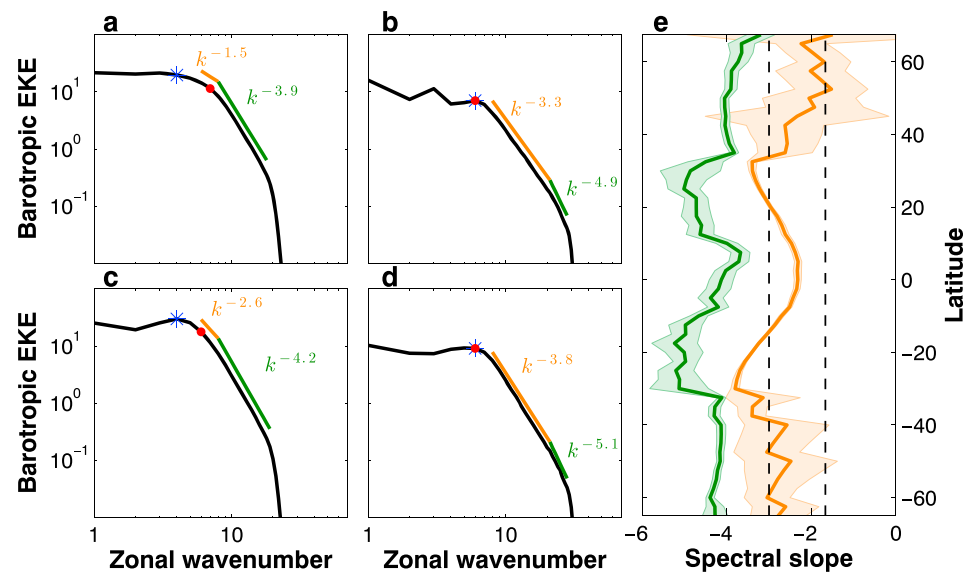 a
b
e
10^1
10^0
10^-1
Barotropic EKE
k^-1.5
k^-3.9
k^-3.3
k^-4.9
c
d
10^1
10^0
10^-1
Barotropic EKE
k^-2.6
k^-4.2
k^-3.8
k^-5.1
1
10
Zonal wavenumber
1
10
Zonal wavenumber
60
40
20
0
−20
−40
−60
Latitude
−6
−4
−2
0
Spectral slope